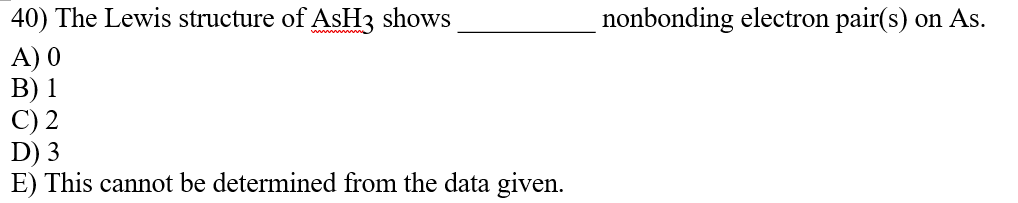 40) The Lewis structure of AsH3 shows __________ nonbonding electron pair(s) on As.
A) 0
B) 1
C) 2
D) 3
E) This cannot be determined from the data given.